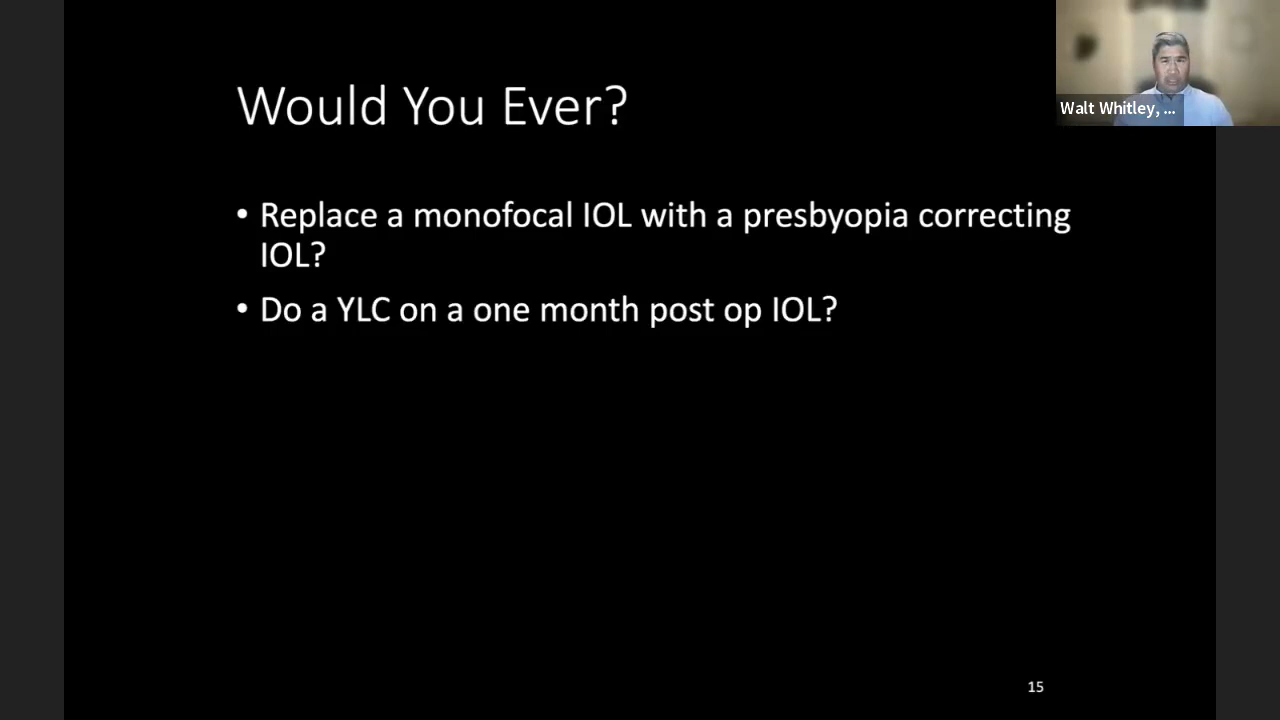 Would You Ever?
Walt Whitley, ...
• Replace a monofocal IOL with a presbyopia correcting
IOL?
• Do a YLC on a one month post op IOL?
15